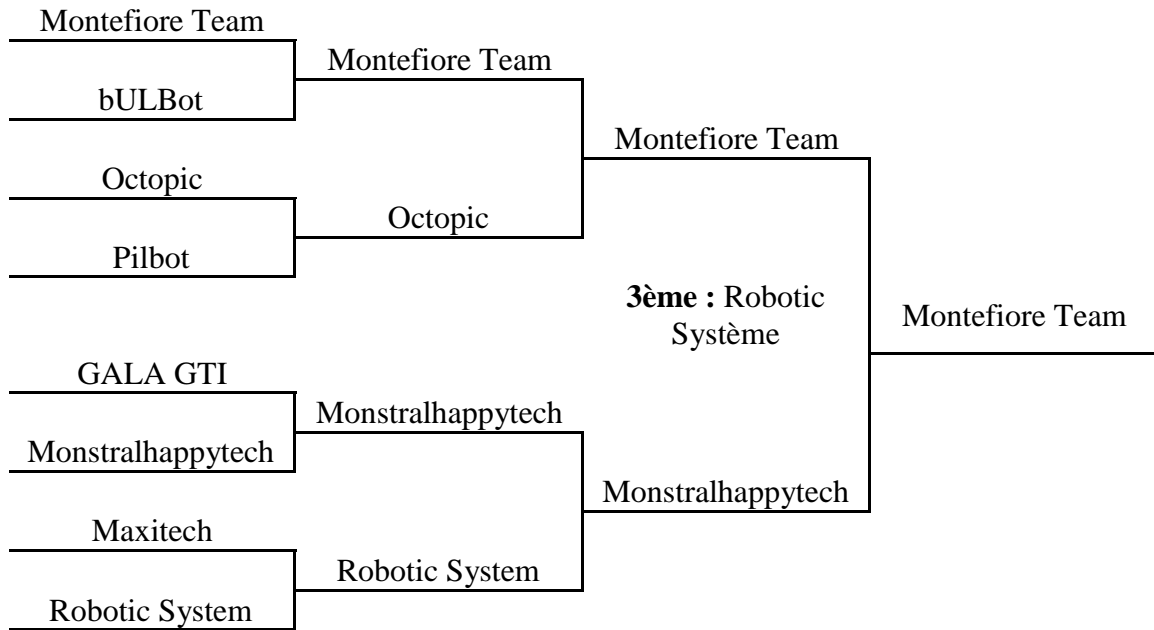 Montefiore Team
Montefiore Team
bULBot
Montefiore Team
Octopic
Octopic
Pilbot
3ème : Robotic
Système
Montefiore Team
GALA GTI
Monstralhappytech
Monstralhappytech
Monstralhappytech
Maxitech
Robotic System
Robotic System